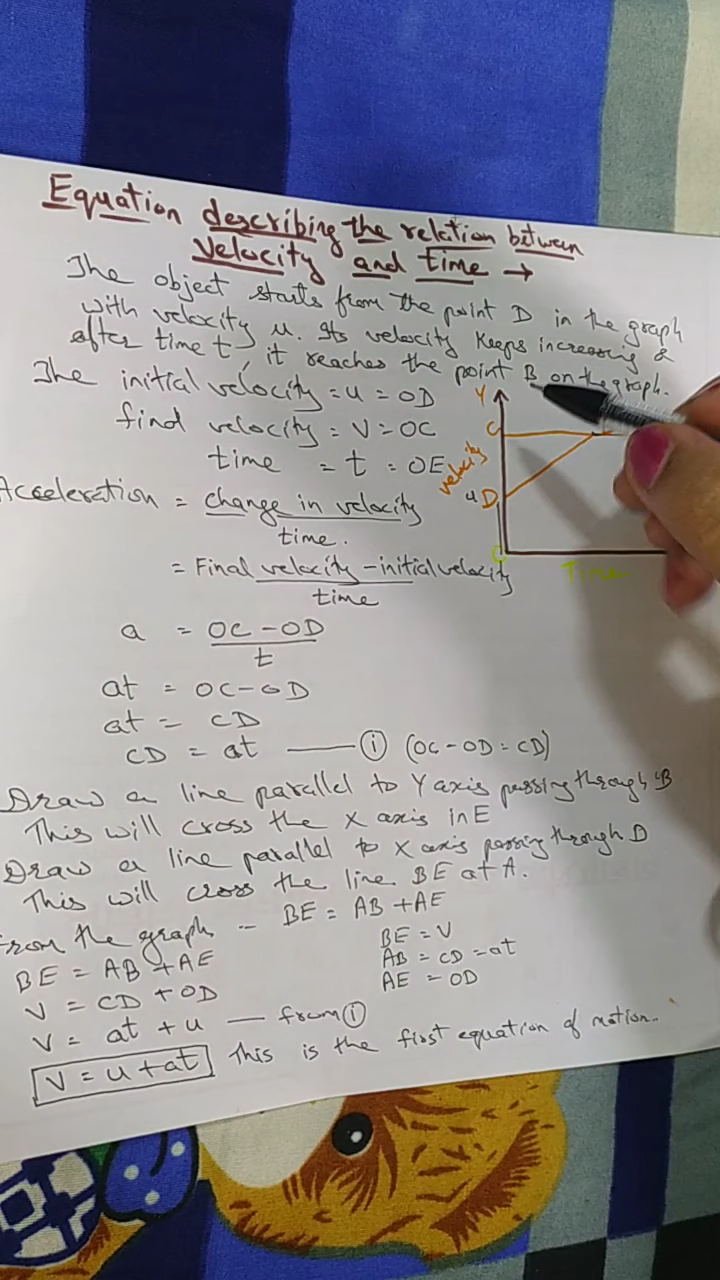 Equation describing the relation between
Velocity and time →
The object starts from the point D in the graph
with velocity u. Its velocity keeps increasing &
after time t, it reaches the point B on the graph.
The initial velocity = u = OD
find velocity = V = OC
time = t = OE
Acceleration = change in velocity
time.
= Final velocity - initial velocity
time
a = OC - OD
t
at = OC - OD
at = CD
CD = at —— ① (OC - OD = CD)
Y
C
velocity
u D
O
Time
Draw a line parallel to Y axis passing through B
This will cross the X axis in E
Draw a line parallel to X axis passing through D
This will cross the line BE at A.
From the graph - BE = AB + AE
BE = AB + AE
V = CD + OD
V = at + u — from ①
BE = V
AB = CD = at
AE = OD
V = u + at This is the first equation of motion.